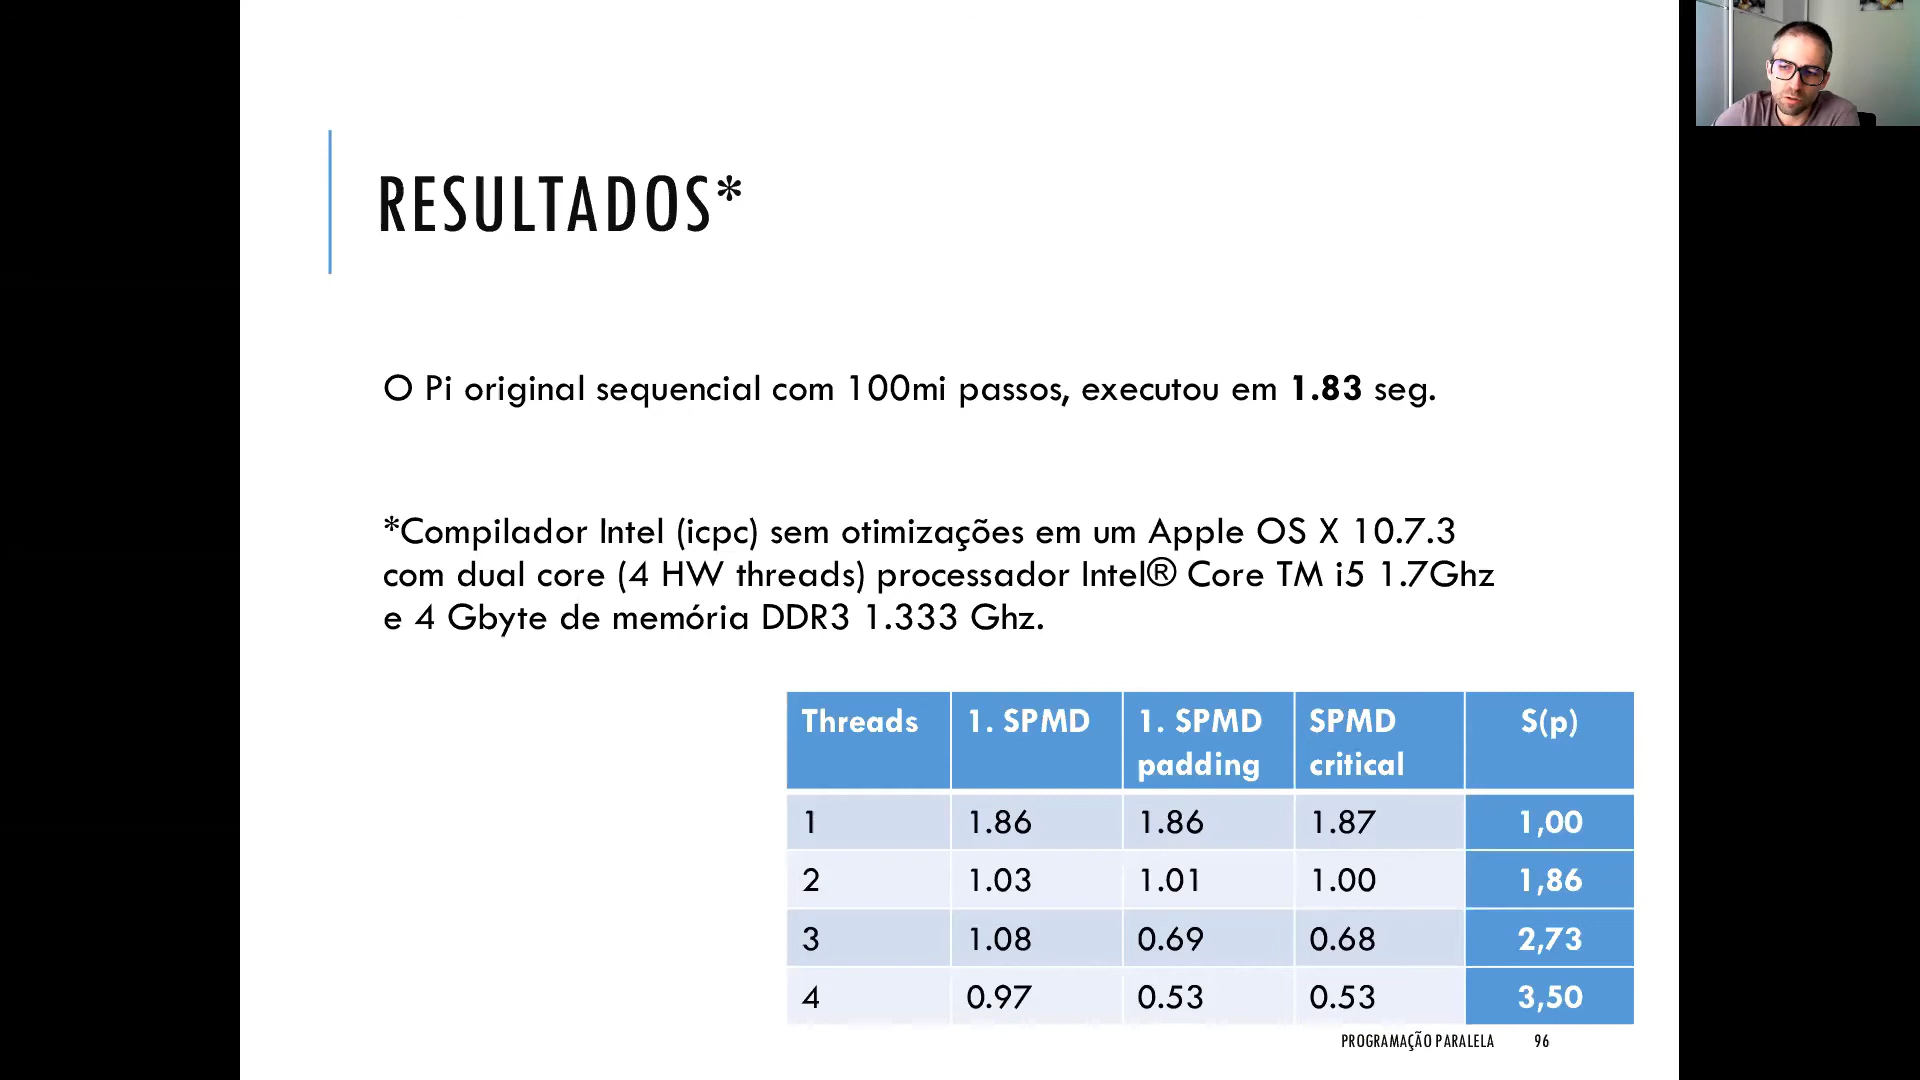 RESULTADOS*
O Pi original sequencial com 100mi passos, executou em 1.83 seg.
*Compilador Intel (icpc) sem otimizações em um Apple OS X 10.7.3
com dual core (4 HW threads) processador Intel® Core TM i5 1.7Ghz
e 4 Gbyte de memória DDR3 1.333 Ghz.
Threads 1. SPMD 1. SPMD padding SPMD critical S(p)
1 1.86 1.86 1.87 1,00
2 1.03 1.01 1.00 1,86
3 1.08 0.69 0.68 2,73
4 0.97 0.53 0.53 3,50
PROGRAMAÇÃO PARALELA 96